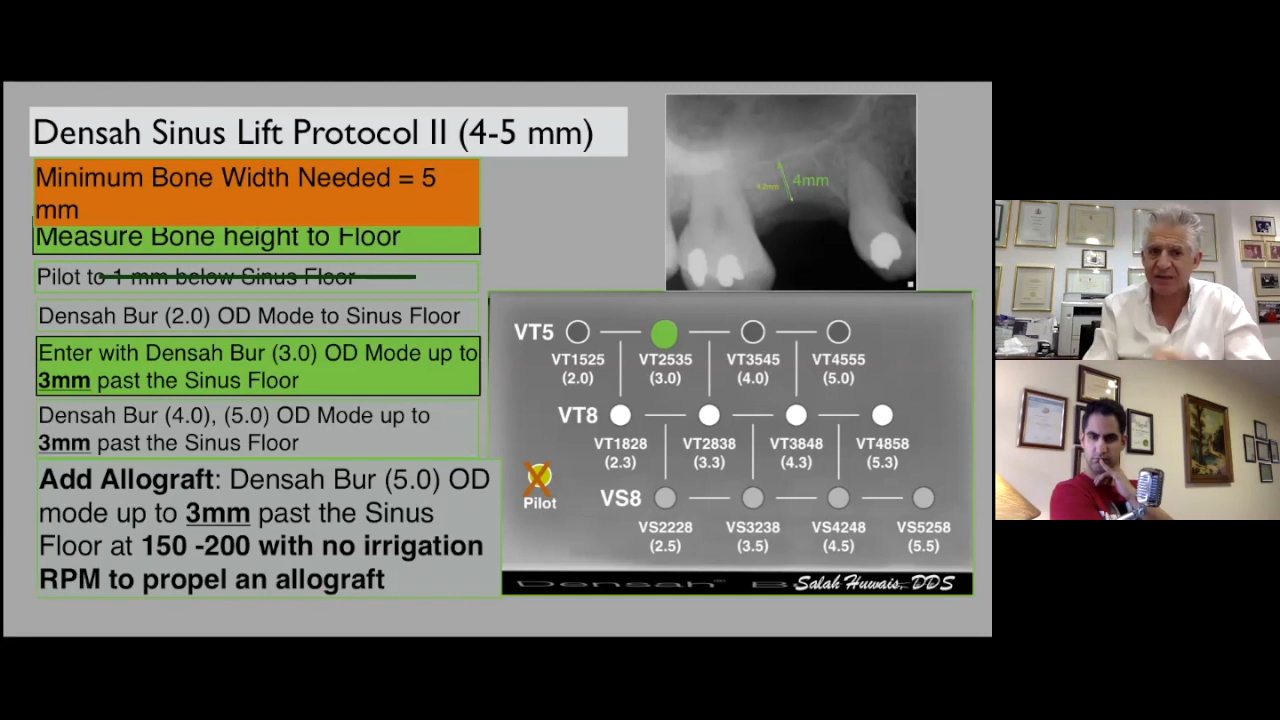 Densah Sinus Lift Protocol II (4-5 mm)
Minimum Bone Width Needed = 5
mm
Measure Bone height to Floor
Pilot to 1 mm below Sinus Floor
Densah Bur (2.0) OD Mode to Sinus Floor
Enter with Densah Bur (3.0) OD Mode up to
3mm past the Sinus Floor
Densah Bur (4.0), (5.0) OD Mode up to
3mm past the Sinus Floor
Add Allograft: Densah Bur (5.0) OD
mode up to 3mm past the Sinus
Floor at 150 -200 with no irrigation
RPM to propel an allograft
4mm
VT5
VT1525 VT2535 VT3545 VT4555
(2.0) (3.0) (4.0) (5.0)
VT8
VT1828 VT2838 VT3848 VT4858
(2.3) (3.3) (4.3) (5.3)
Pilot
VS8
VS2228 VS3238 VS4248 VS5258
(2.5) (3.5) (4.5) (5.5)
Densah
Salah Huwais, DDS